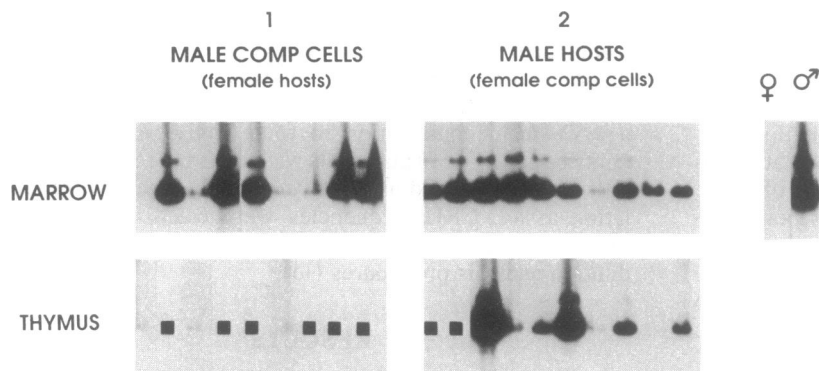 1
MALE COMP CELLS
(female hosts)
2
MALE HOSTS
(female comp cells)
♀ ♂
MARROW
THYMUS